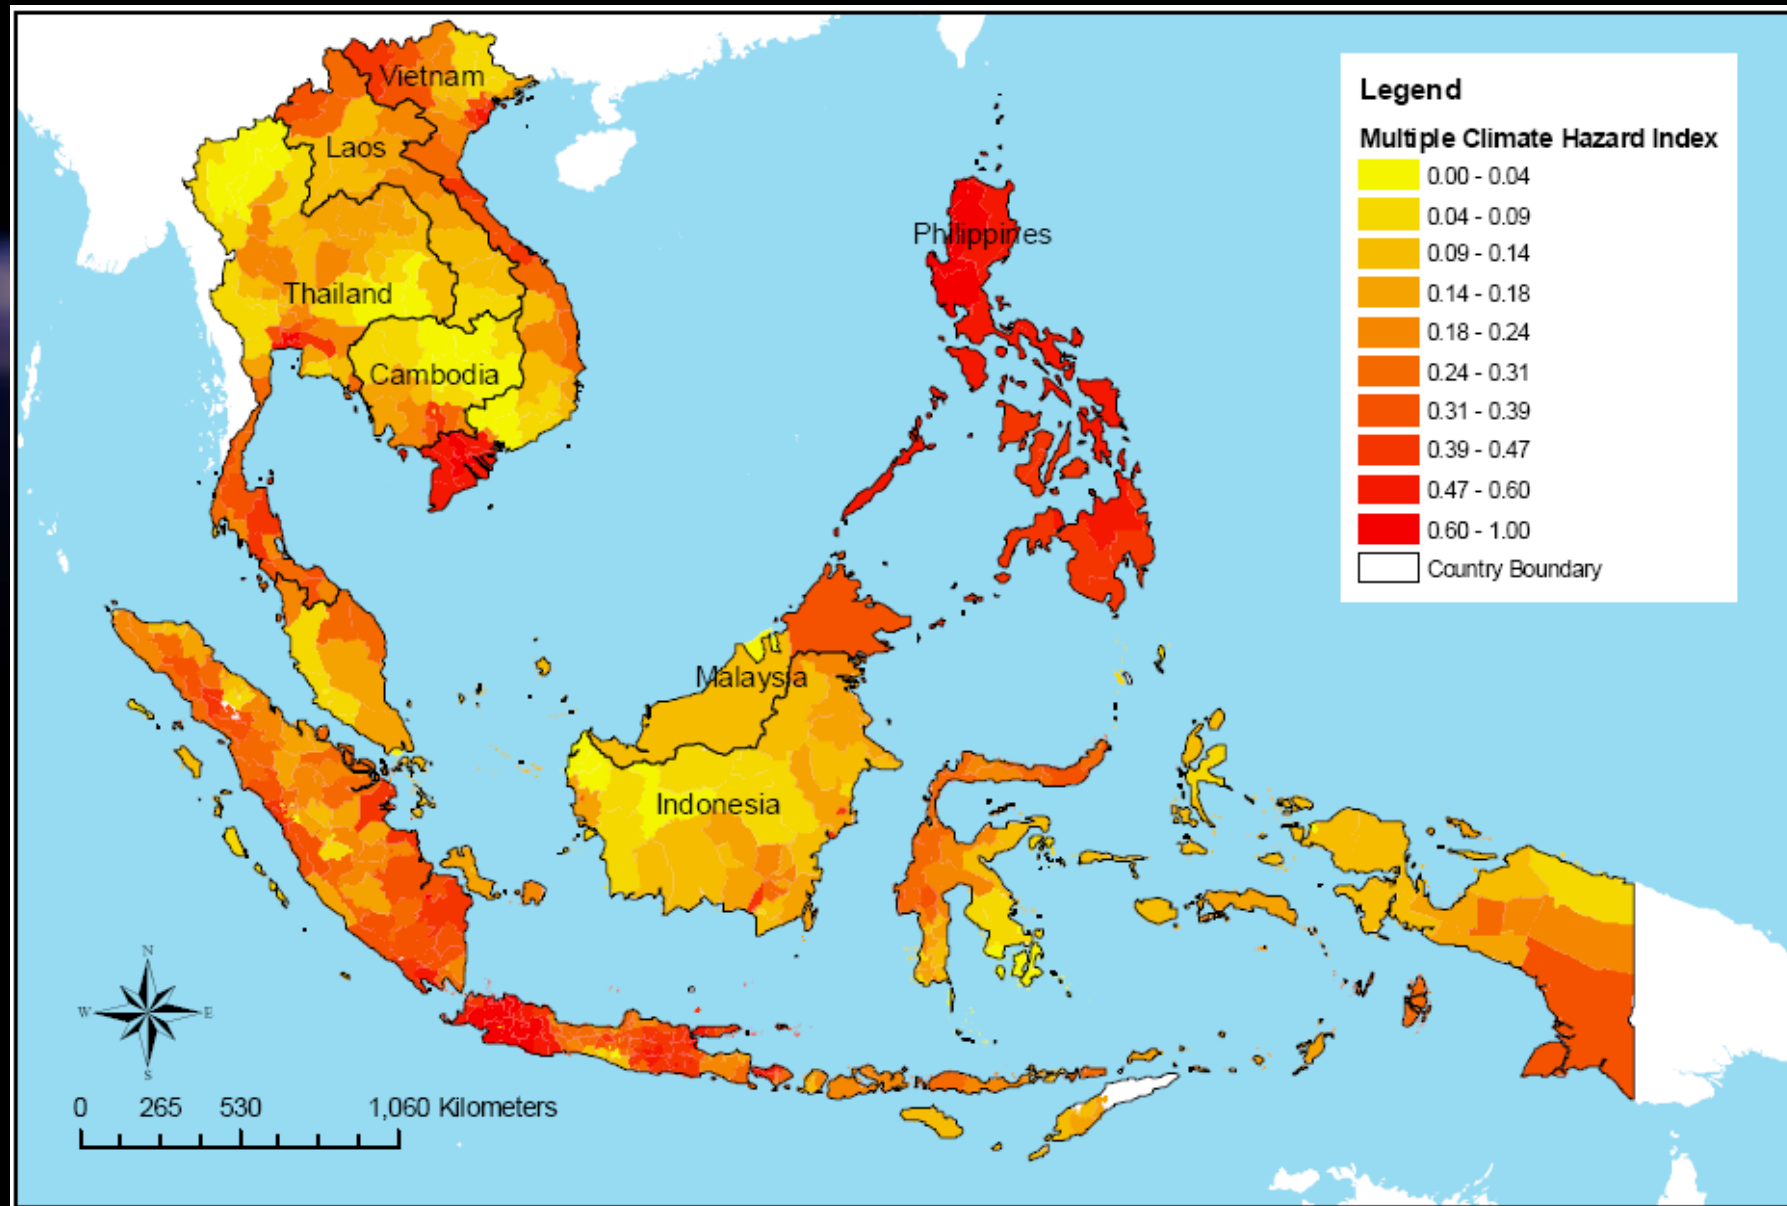 Legend
Multiple Climate Hazard Index
0.00 - 0.04
0.04 - 0.09
0.09 - 0.14
0.14 - 0.18
0.18 - 0.24
0.24 - 0.31
0.31 - 0.39
0.39 - 0.47
0.47 - 0.60
0.60 - 1.00
Country Boundary
Vietnam
Laos
Philippines
Thailand
Cambodia
Malaysia
Indonesia
N
W E
S
0 265 530 1,060 Kilometers